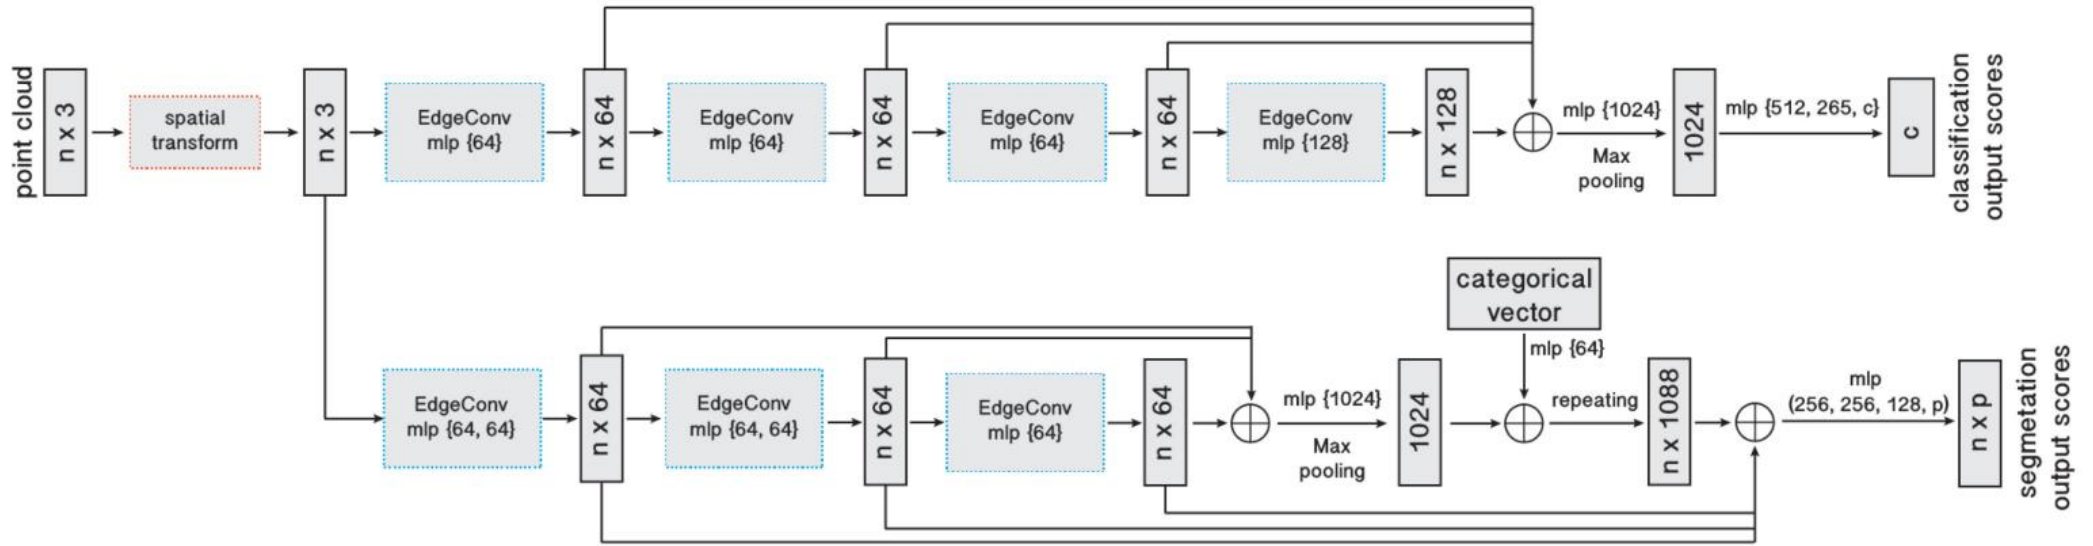 point cloud
n x 3
spatial
transform
n x 3
EdgeConv
mlp {64}
n x 64
EdgeConv
mlp {64}
n x 64
EdgeConv
mlp {64}
n x 64
EdgeConv
mlp {128}
n x 128
mlp {1024}
Max
pooling
1024
mlp {512, 265, c}
c
classification
output scores
EdgeConv
mlp {64, 64}
n x 64
EdgeConv
mlp {64, 64}
n x 64
EdgeConv
mlp {64}
n x 64
mlp {1024}
Max
pooling
1024
categorical
vector
mlp {64}
repeating
n x 1088
mlp
(256, 256, 128, p)
n x p
segmetation
output scores